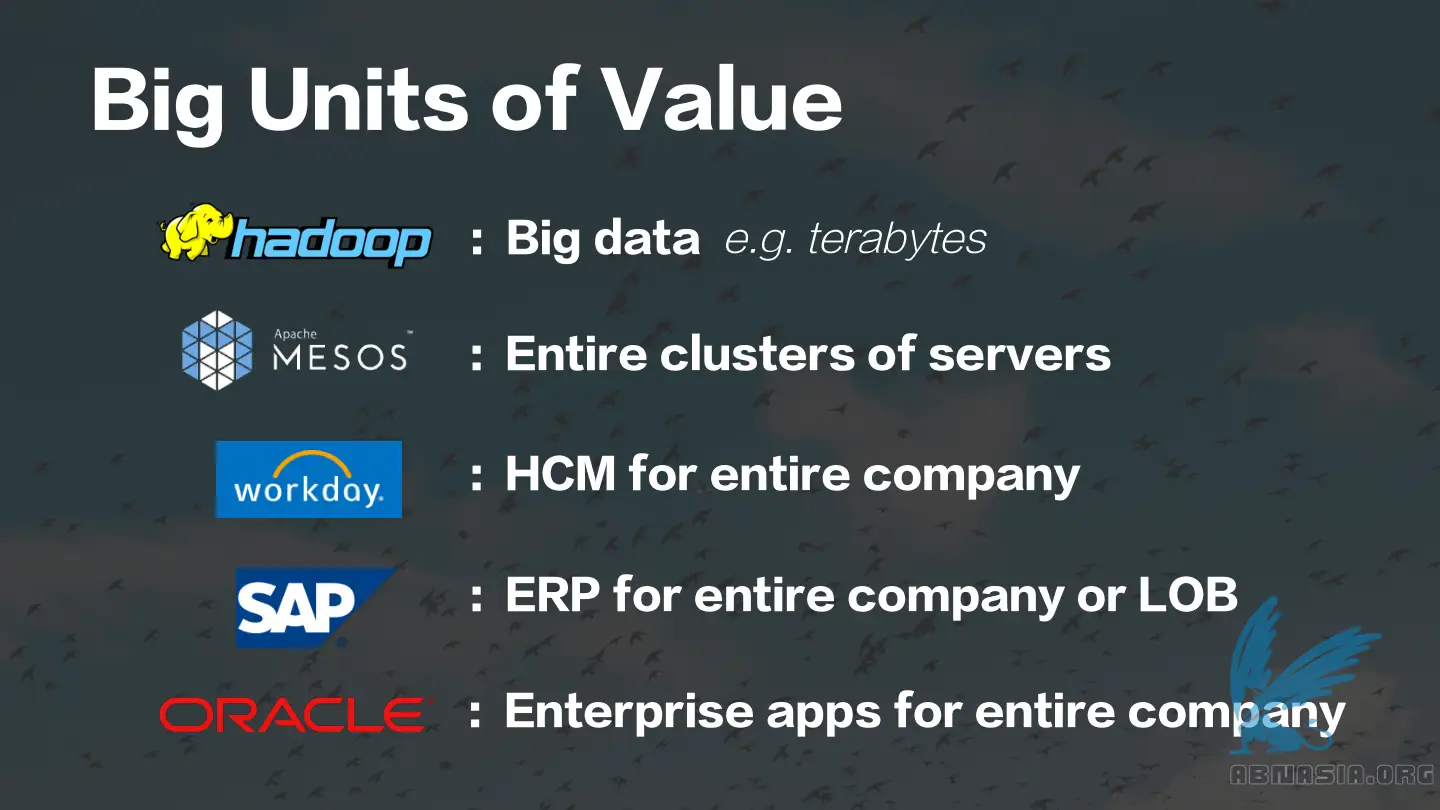 Big Units of Value
hadoop : Big data e.g. terabytes
Apache
MESOS™ : Entire clusters of servers
workday® : HCM for entire company
SAP® : ERP for entire company or LOB
ORACLE® : Enterprise apps for entire company
ABNASIA.ORG